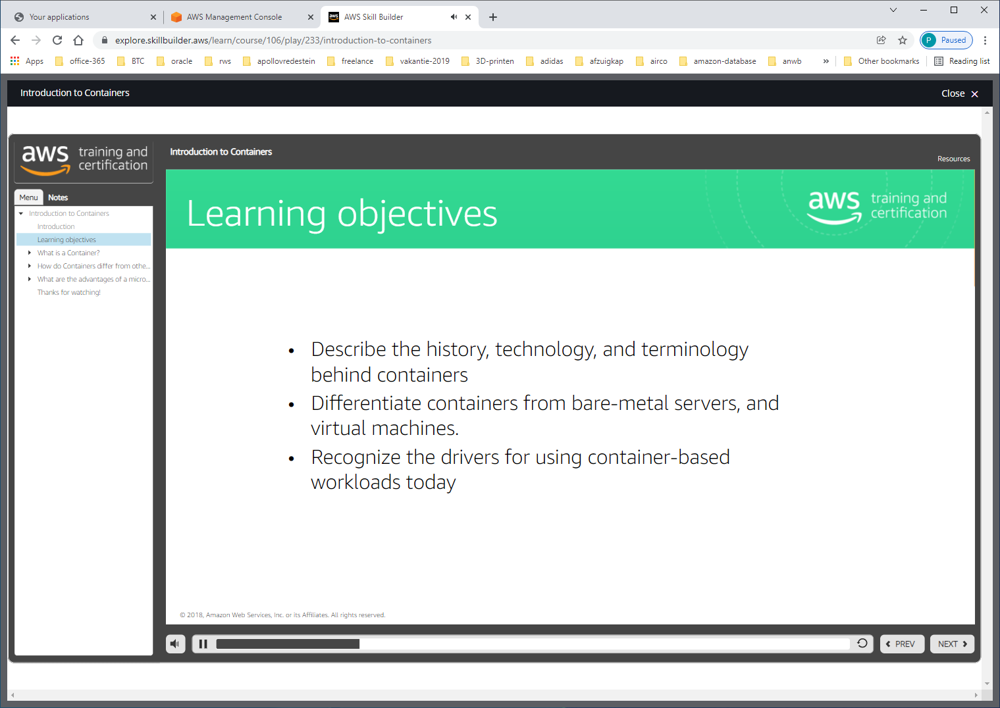 Your applications
AWS Management Console
aws
AWS Skill Builder
explore.skillbuilder.aws/learn/course/106/play/233/introduction-to-containers
P
Paused
Apps
office-365
BTC
oracle
rws
apollovredestein
freelance
vakantie-2019
3D-printen
adidas
afzuigkap
airco
amazon-database
anwb
»
Other bookmarks
Reading list
Introduction to Containers
Close
aws
training and
certification
Introduction to Containers
Resources
Menu
Notes
Introduction to Containers
Introduction
Learning objectives
What is a Container?
How do Containers differ from othe...
What are the advantages of a micro...
Thanks for watching!
Learning objectives
aws
training and
certification
• Describe the history, technology, and terminology
behind containers
• Differentiate containers from bare-metal servers, and
virtual machines.
• Recognize the drivers for using container-based
workloads today
© 2018, Amazon Web Services, Inc. or its Affiliates. All rights reserved.
PREV
NEXT